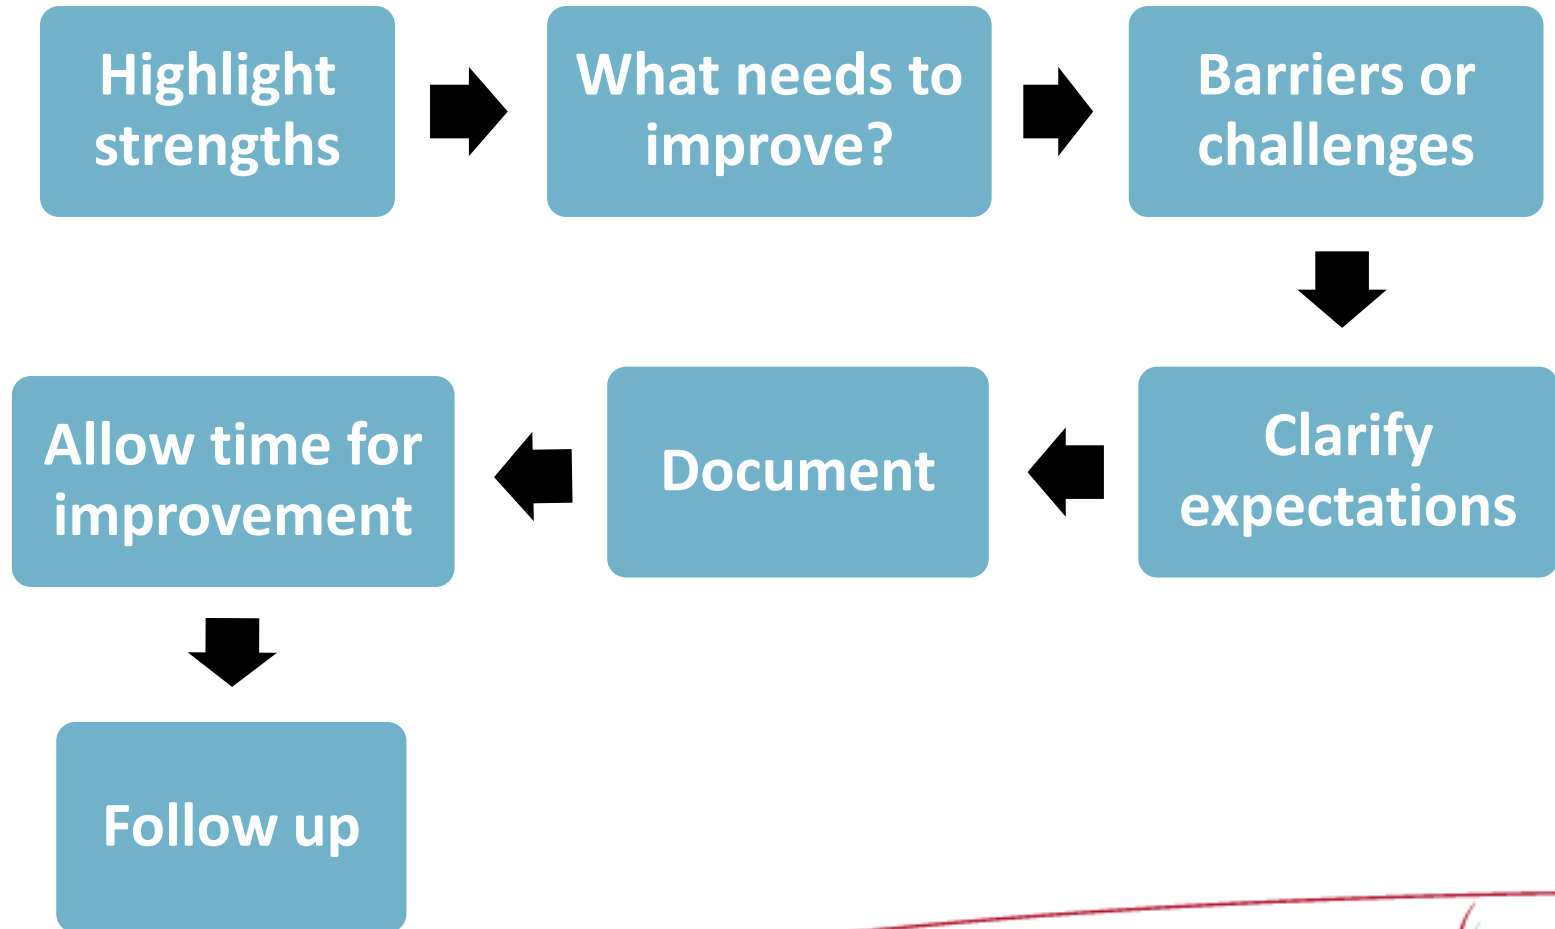 Highlight
strengths
What needs to
improve?
Barriers or
challenges
Clarify
expectations
Document
Allow time for
improvement
Follow up